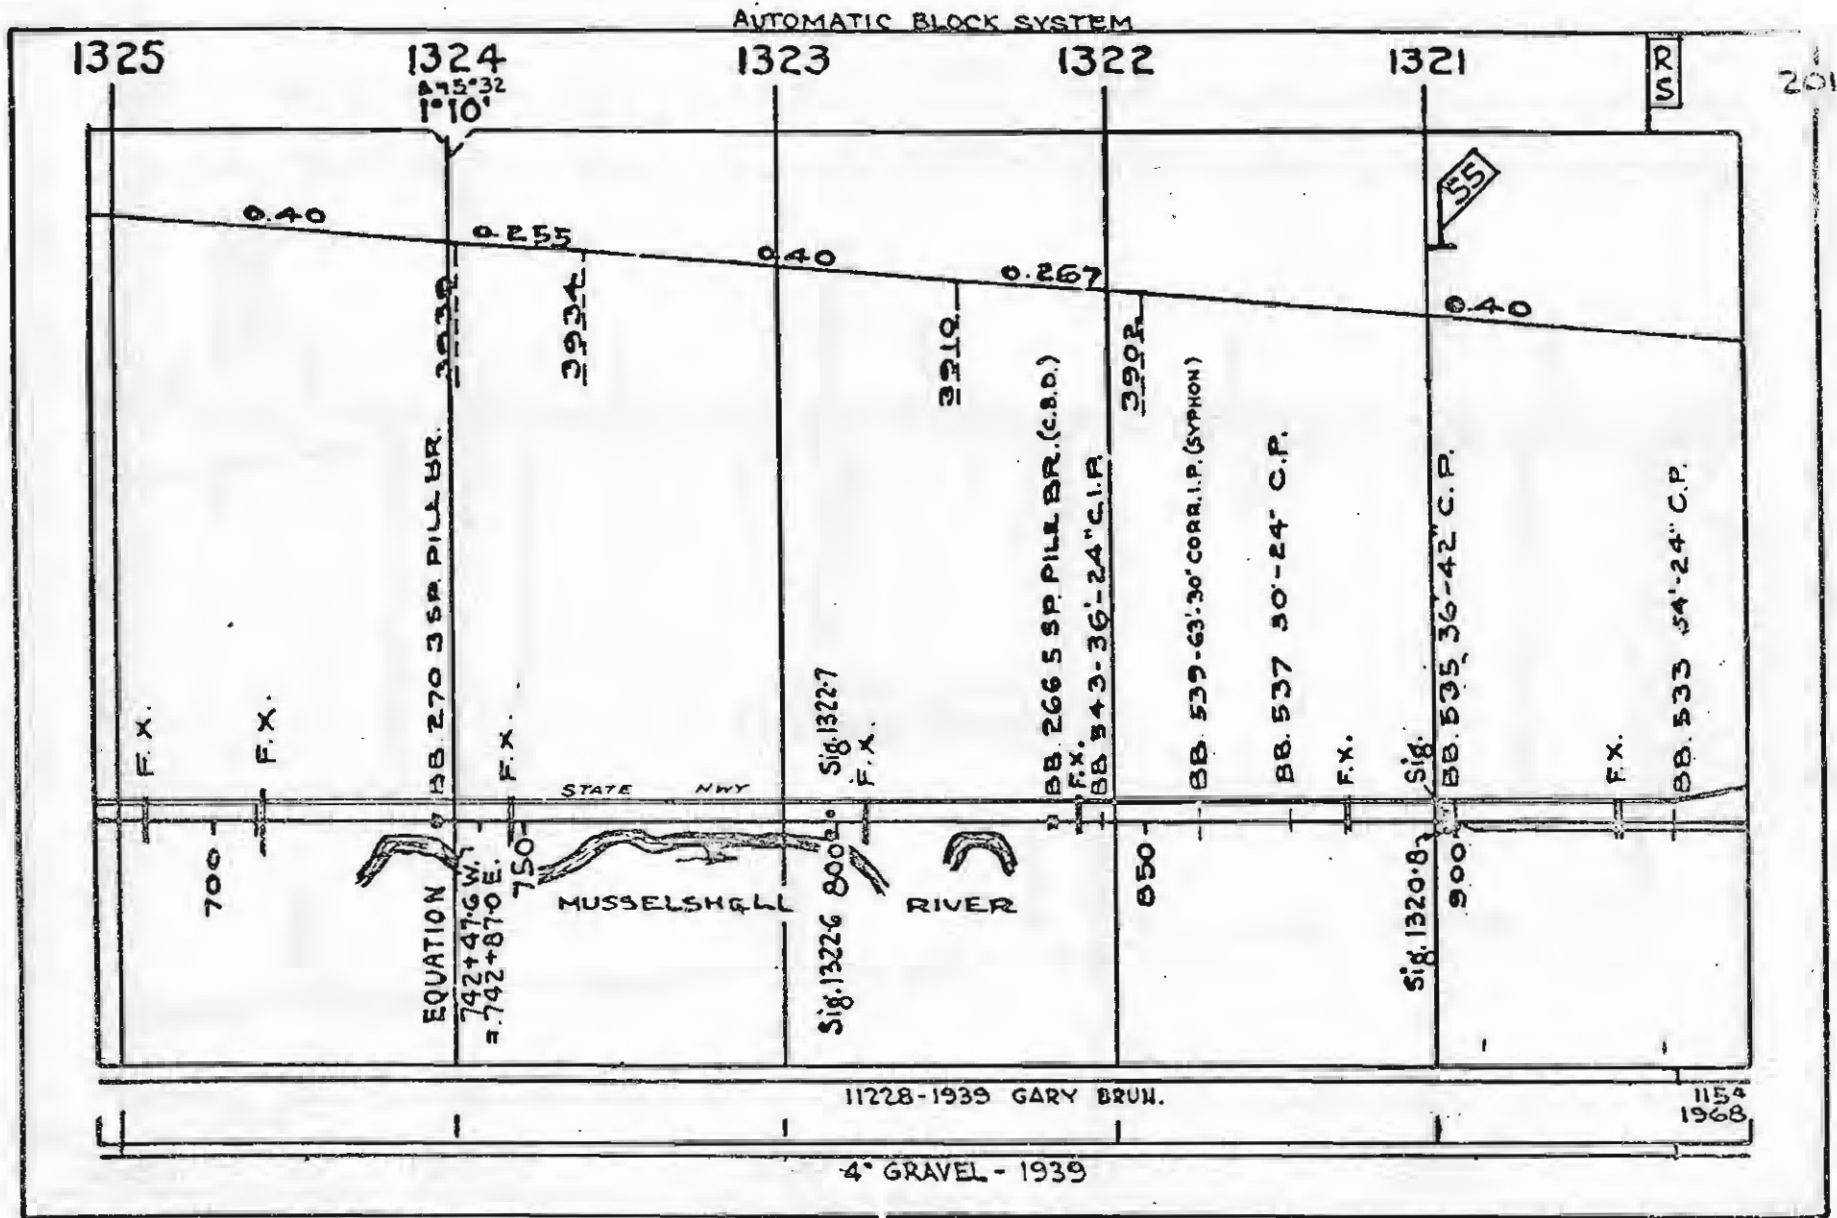 AUTOMATIC BLOCK SYSTEM
1325
1324
1323
1322
1321
R
S
201
1°10'
55
0.40
0.255
0.40
0.267
0.40
3939
3934
3910
3902
F.X.
F.X.
BB 270 3 SP. PILE BR.
F.X.
STATE HWY
Sig.1322.7
F.X.
BB. 266 5 SP. PILE BR. (C.B.D.)
F.X.
BB 543-36'-24" C.I.P.
BB. 539-63'-30" CORR.I.P. (SYPHON)
BB. 537 30'-24" C.P.
F.X.
Sig.
BB. 535 36'-42" C.P.
F.X.
BB. 533 54'-24" C.P.
700
EQUATION
742+47.6 W.
=742+87.0 E.
750
MUSSELSHELL RIVER
Sig.1322.6
800
850
Sig.1320.8
900
11228-1939 GARY BRUN.
1154
1968
4" GRAVEL - 1939